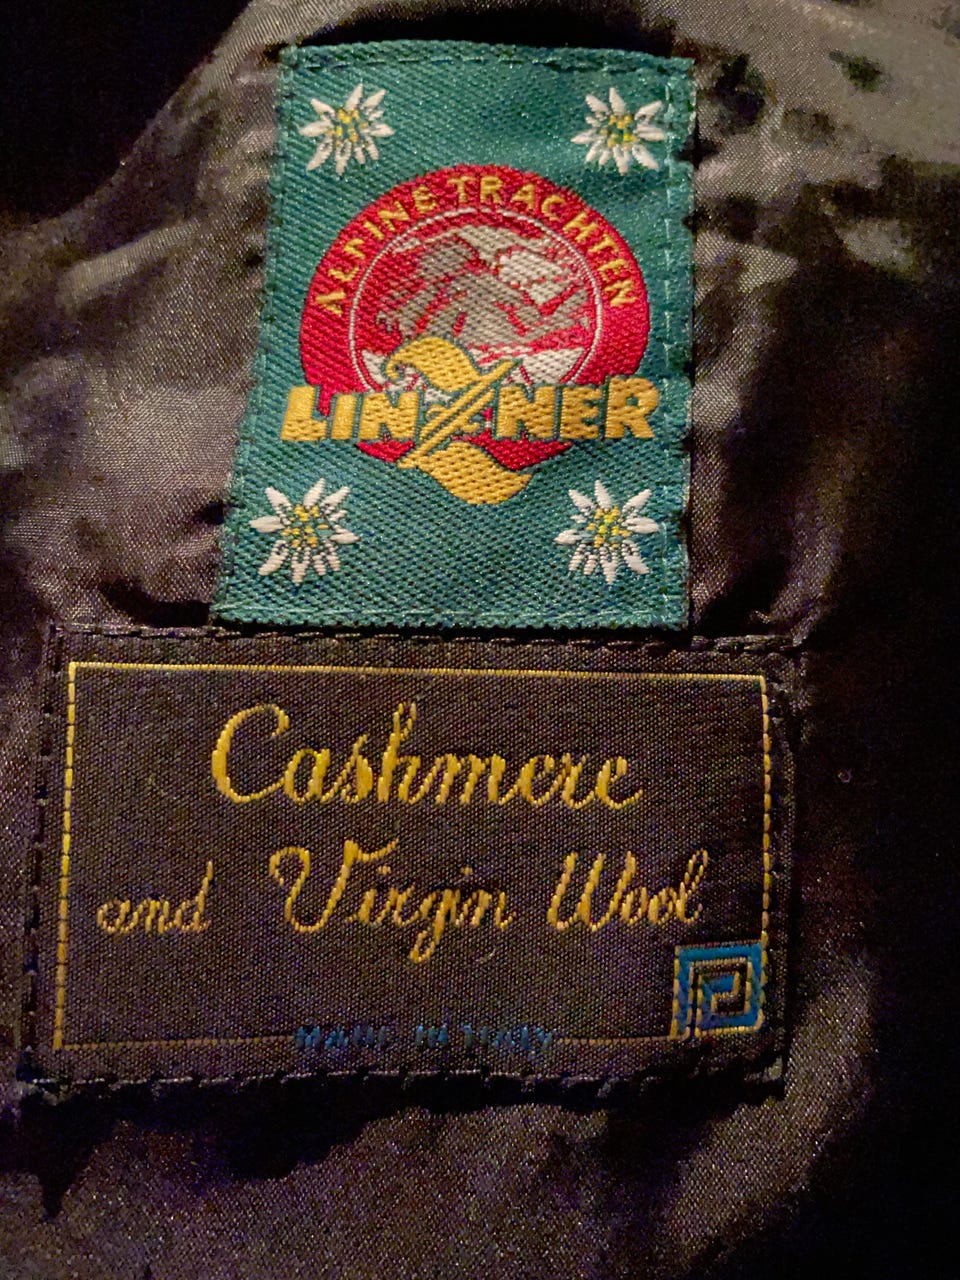 ALPINE TRACHTEN
LINZNER
Cashmere
and Virgin Wool
MADE IN ITALY